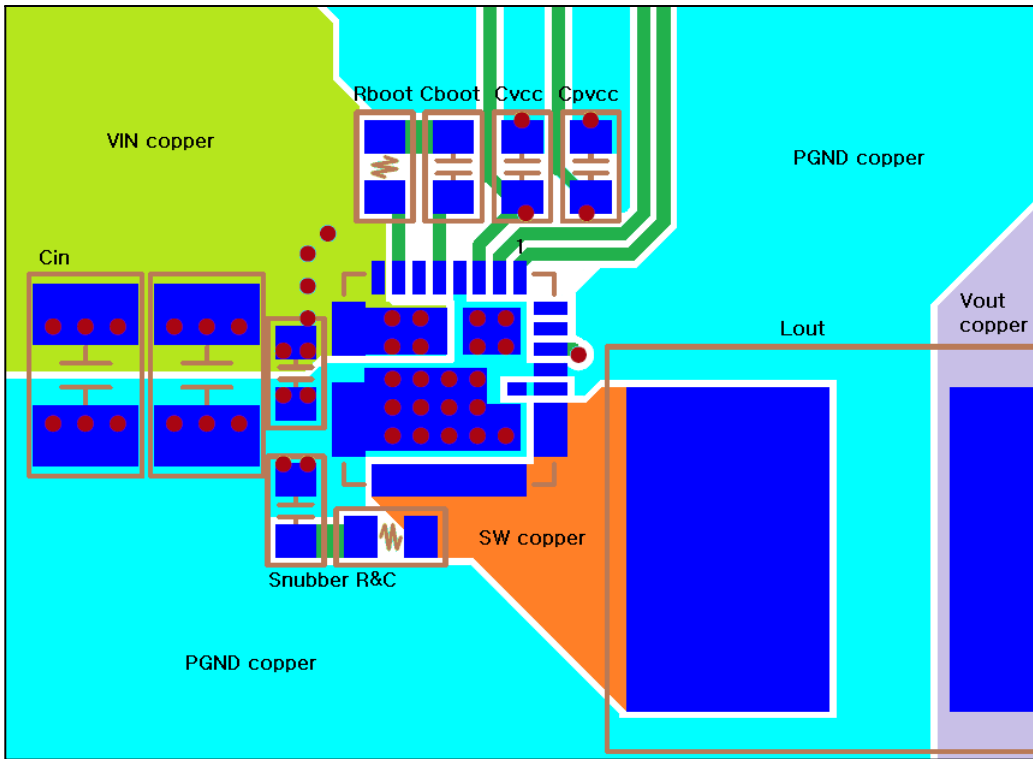 Rboot Cboot Cvcc Cpvcc
VIN copper
PGND copper
1
Cin
Vout
copper
Lout
SW copper
Snubber R&C
PGND copper